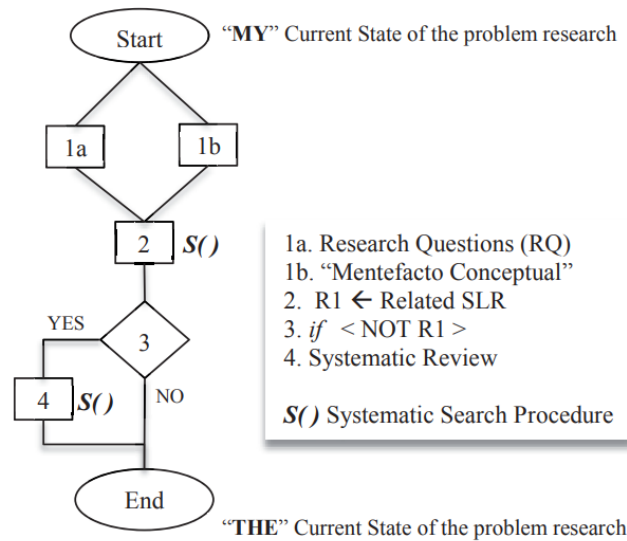 Start
“MY” Current State of the problem research
1a
1b
2
S()
3
YES
NO
4
S()
End
“THE” Current State of the problem research
1a. Research Questions (RQ)
1b. “Mentefacto Conceptual”
2. R1 ← Related SLR
3. if < NOT R1 >
4. Systematic Review
S() Systematic Search Procedure